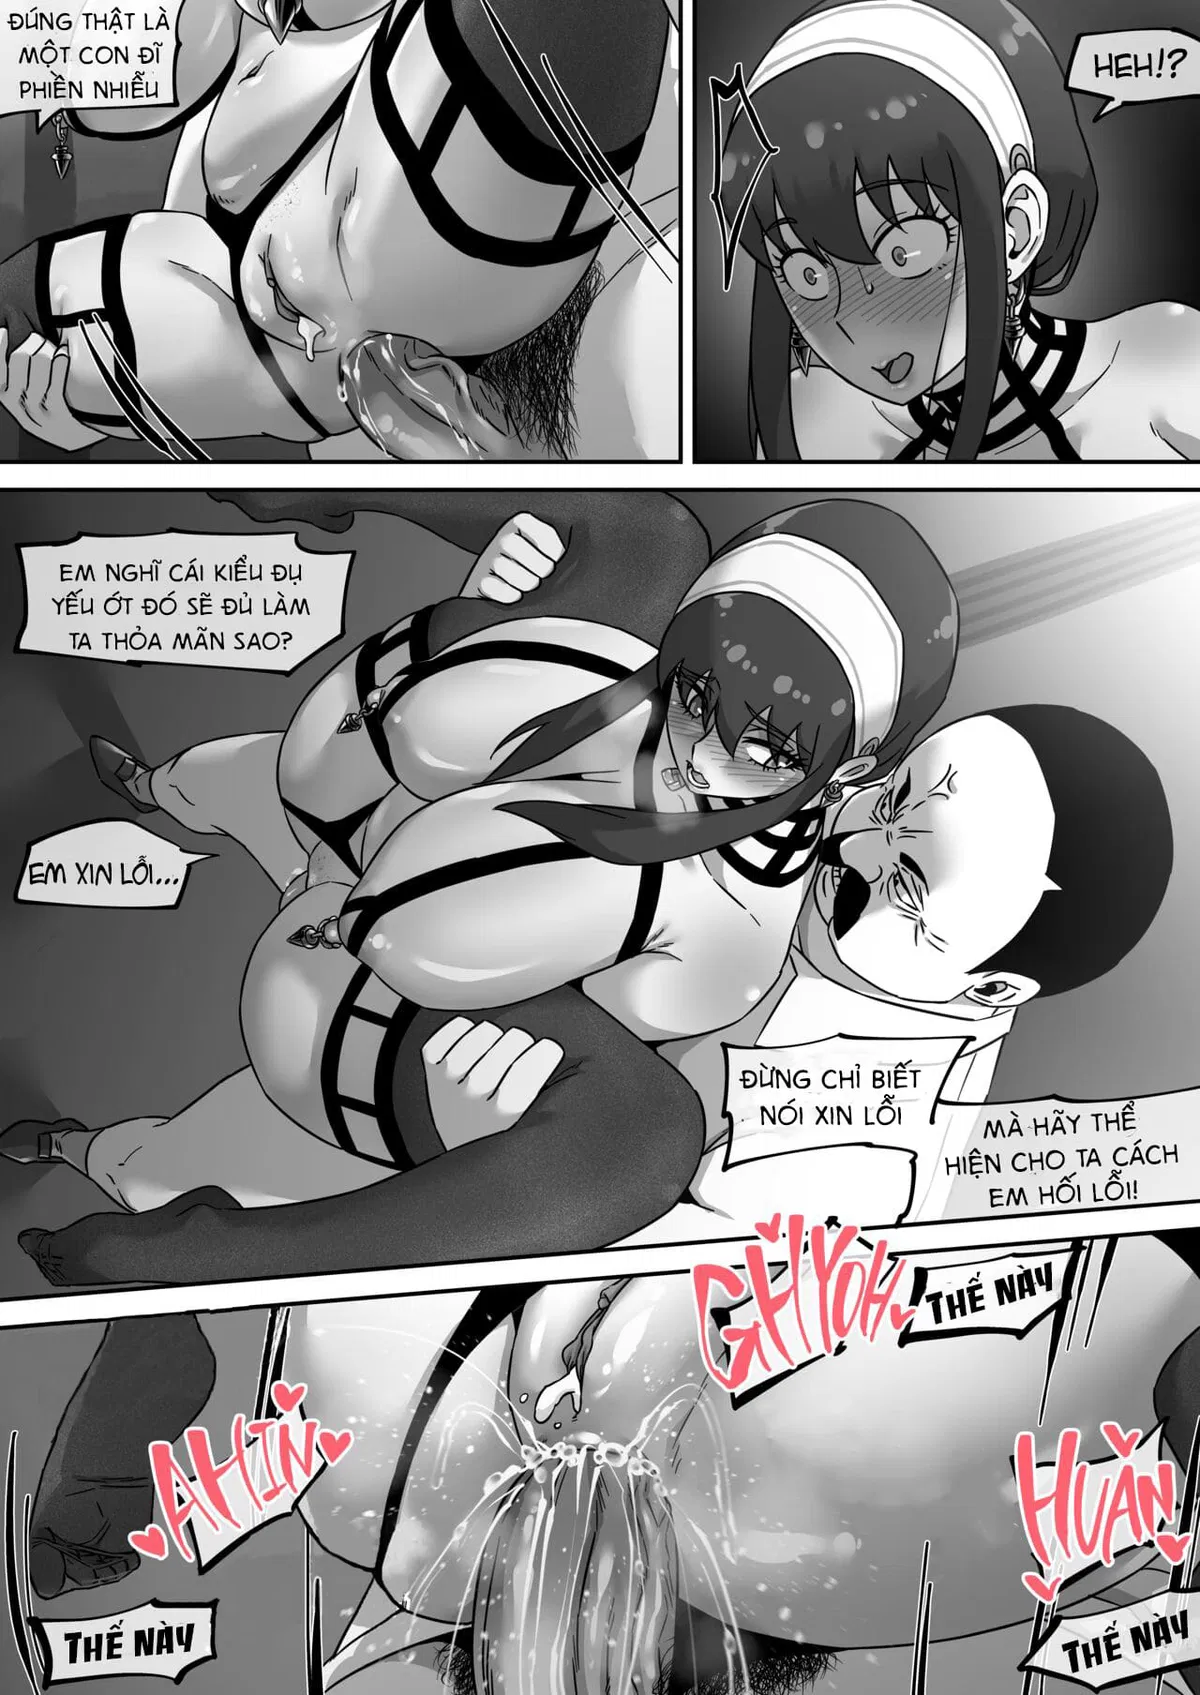 ĐÚNG THẬT LÀ
MỘT CON ĐĨ
PHIỀN NHIỄU
HEH!?
EM NGHĨ CÁI KIỂU ĐỤ
YẾU ỚT ĐÓ SẼ ĐỦ LÀM
TA THỎA MÃN SAO?
EM XIN LỖI...
ĐỪNG CHỈ BIẾT
NÓI XIN LỖI
MÀ HÃY THỂ
HIỆN CHO TA CÁCH
EM HỐI LỖI!
GHYOH
THẾ NÀY
AHIN
HUẰN
THẾ NÀY
THẾ NÀY